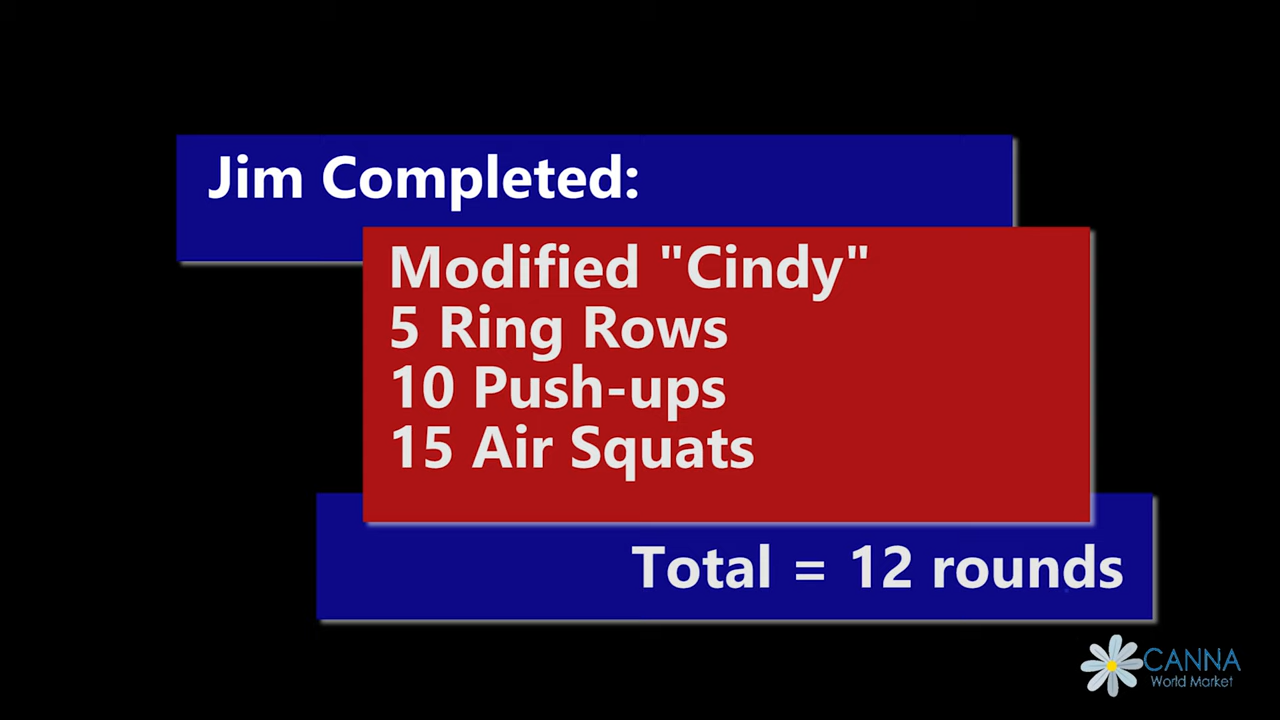 Jim Completed:
Modified "Cindy"
5 Ring Rows
10 Push-ups
15 Air Squats
Total = 12 rounds
CANNA
World Market